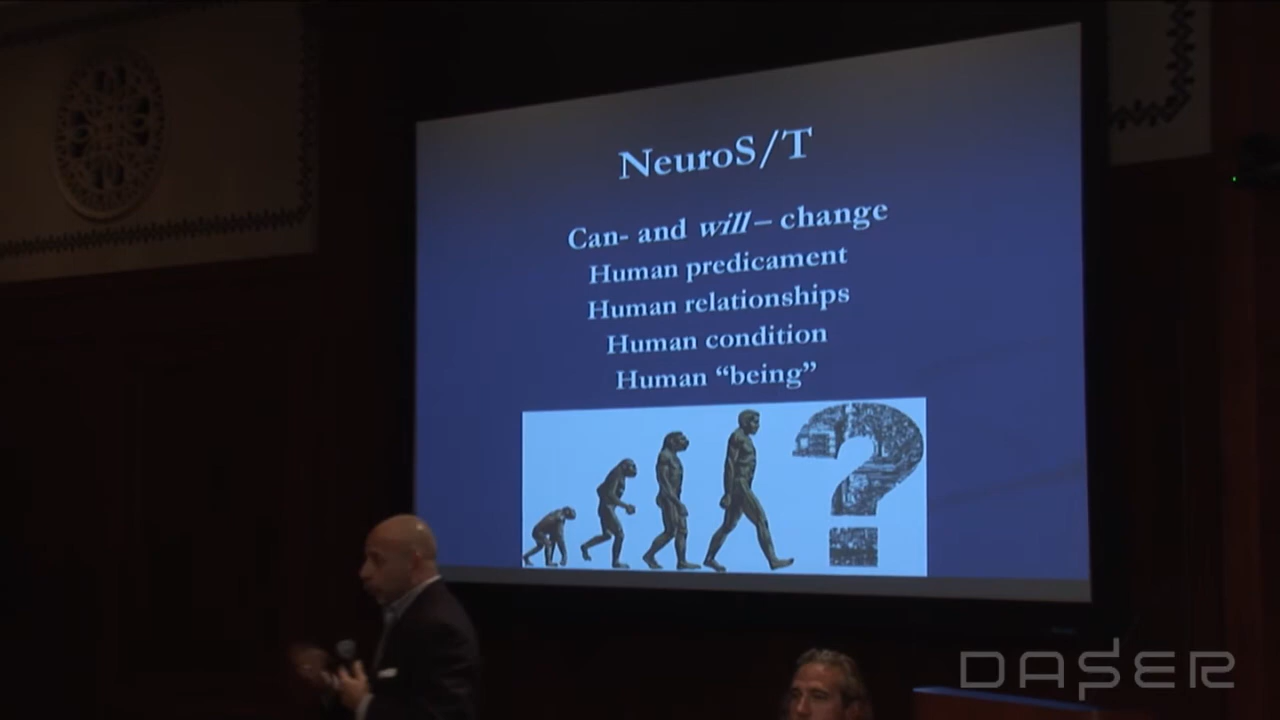 NeuroS/T
Can- and will – change
Human predicament
Human relationships
Human condition
Human “being”
?
DASER